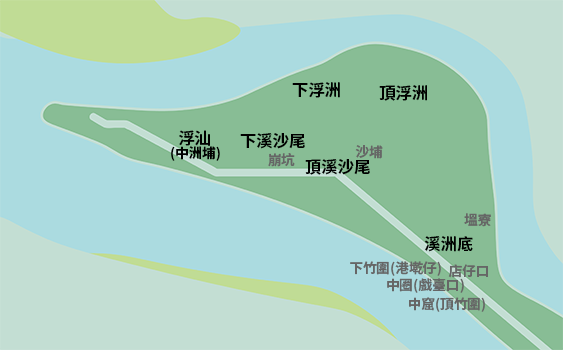 下浮洲
頂浮洲
浮汕
(中洲埔)
下溪沙尾
崩坑
沙埔
頂溪沙尾
塭寮
溪洲底
下竹圍(港墘仔)
店仔口
中圈(戲臺口)
中窟(頂竹圍)